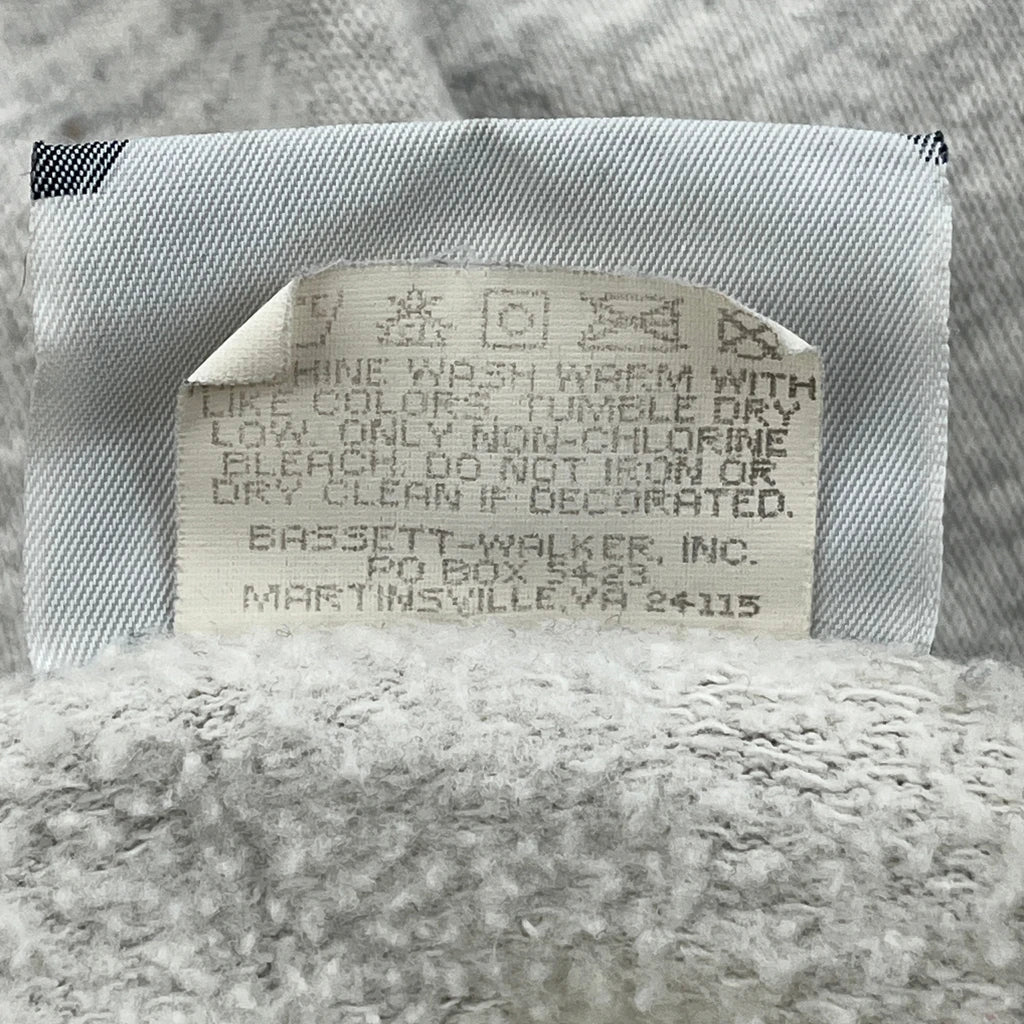 HINE WASH WARM WITH
LIKE COLORS. TUMBLE DRY
LOW. ONLY NON-CHLORINE
BLEACH. DO NOT IRON OR
DRY CLEAN IF DECORATED.
BASSETT-WALKER, INC.
PO BOX 5423
MARTINSVILLE, VA 24115